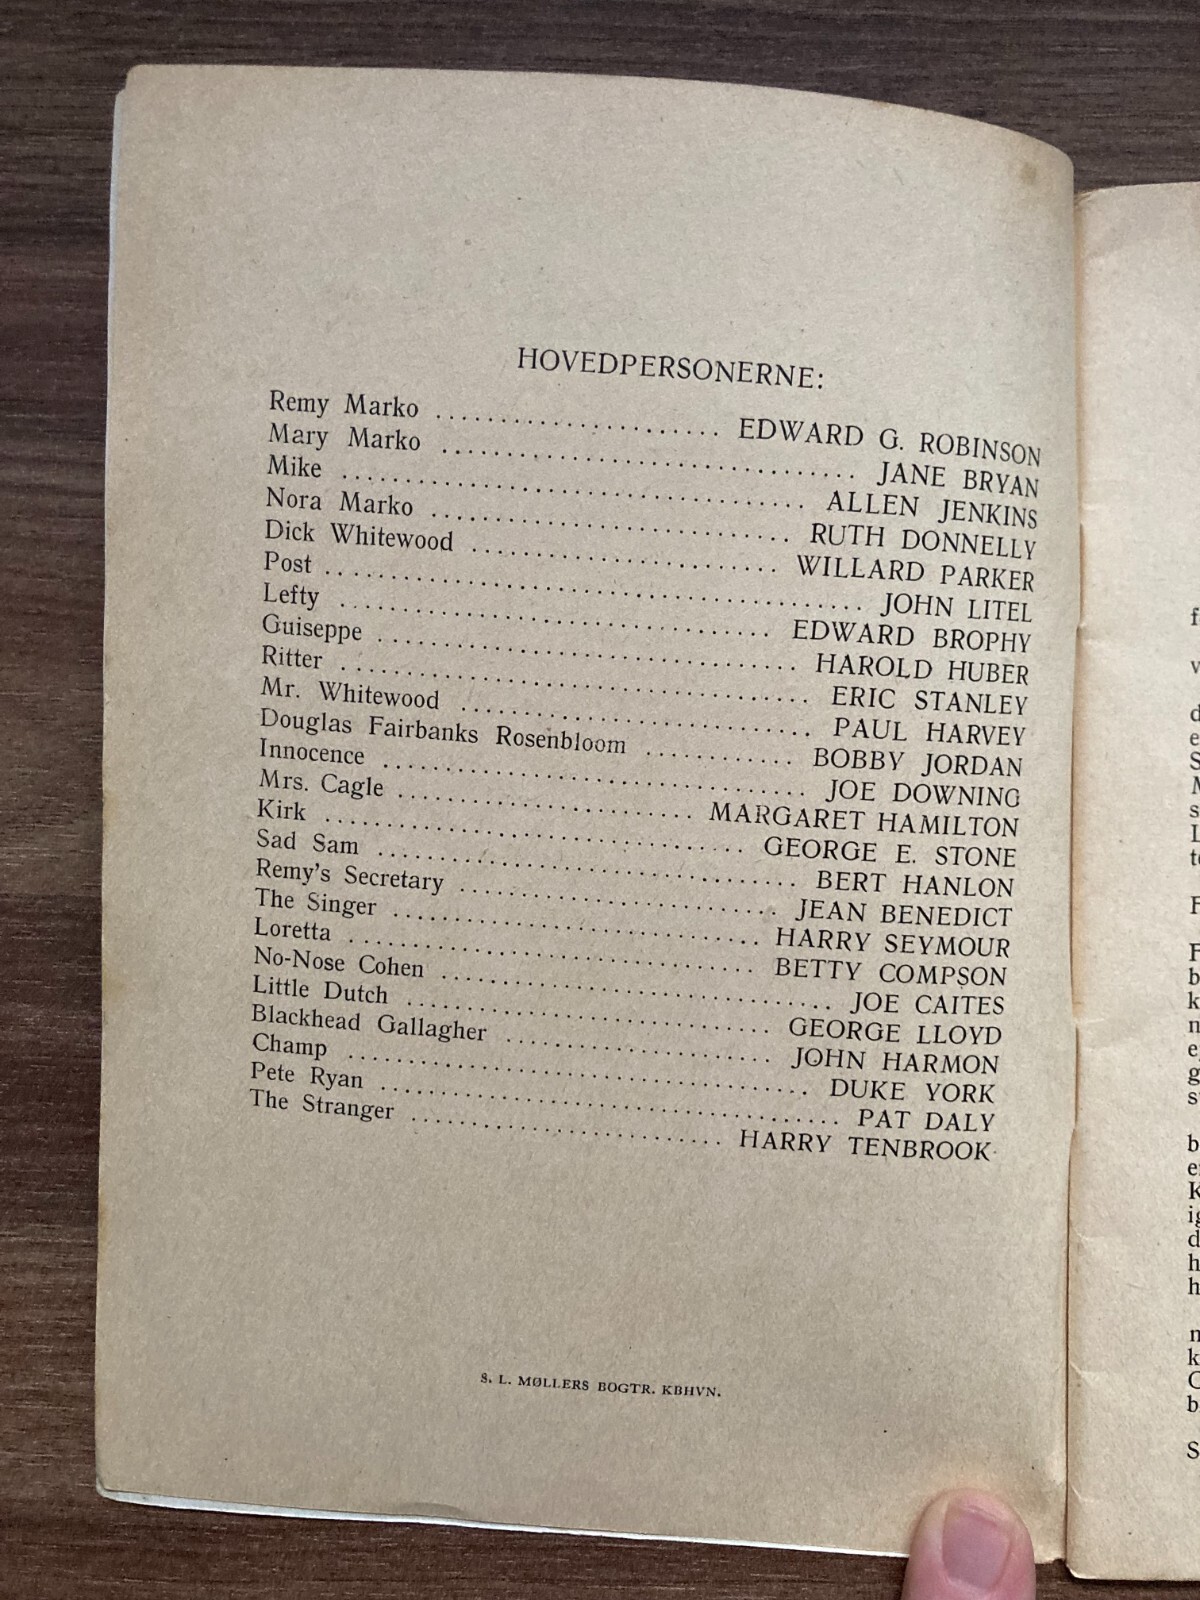 HOVEDPERSONERNE:
Remy Marko ........................ EDWARD G. ROBINSON
Mary Marko ................................... JANE BRYAN
Mike ....................................... ALLEN JENKINS
Nora Marko .............................. RUTH DONNELLY
Dick Whitewood .......................... WILLARD PARKER
Post ............................................. JOHN LITEL
Lefty .................................... EDWARD BROPHY
Guiseppe ................................... HAROLD HUBER
Ritter ....................................... ERIC STANLEY
Mr. Whitewood .............................. PAUL HARVEY
Douglas Fairbanks Rosenbloom ............. BOBBY JORDAN
Innocence .................................... JOE DOWNING
Mrs. Cagle ......................... MARGARET HAMILTON
Kirk ................................... GEORGE E. STONE
Sad Sam ................................... BERT HANLON
Remy's Secretary ........................... JEAN BENEDICT
The Singer ............................... HARRY SEYMOUR
Loretta .................................. BETTY COMPSON
No-Nose Cohen ................................. JOE CAITES
Little Dutch ............................... GEORGE LLOYD
Blackhead Gallagher ....................... JOHN HARMON
Champ ....................................... DUKE YORK
Pete Ryan ....................................... PAT DALY
The Stranger .......................... HARRY TENBROOK
S. L. MØLLERS BOGTR. KBHVN.